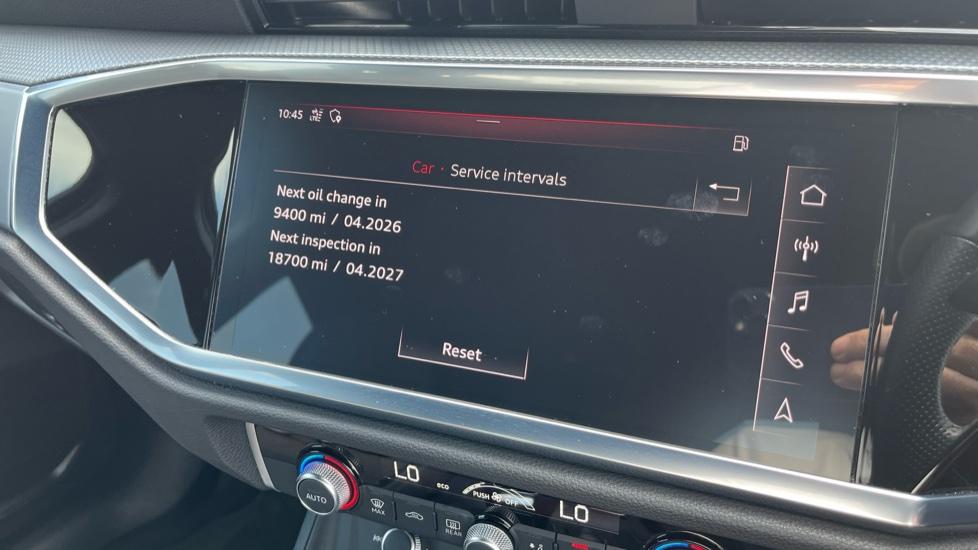 10:45 LTE
Car · Service intervals
Next oil change in
9400 mi / 04.2026
Next inspection in
18700 mi / 04.2027
Reset
LO
eco
PUSH OFF
LO
AUTO
MAX
REAR